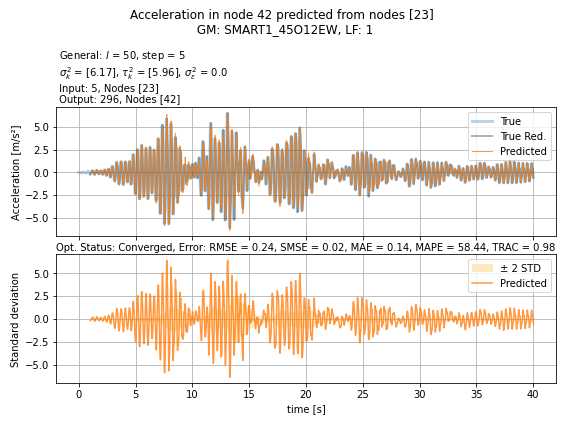 Acceleration in node 42 predicted from nodes [23]
GM: SMART1_45O12EW, LF: 1
General: l = 50, step = 5
σ²ₖ = [6.17], τ²ₖ = [5.96], σ²ε = 0.0
Input: 5, Nodes [23]
Output: 296, Nodes [42]
Acceleration [m/s²]
5.0
2.5
0.0
−2.5
−5.0
True
True Red.
Predicted
Opt. Status: Converged, Error: RMSE = 0.24, SMSE = 0.02, MAE = 0.14, MAPE = 58.44, TRAC = 0.98
Standard deviation
5.0
2.5
0.0
−2.5
−5.0
± 2 STD
Predicted
0 5 10 15 20 25 30 35 40
time [s]